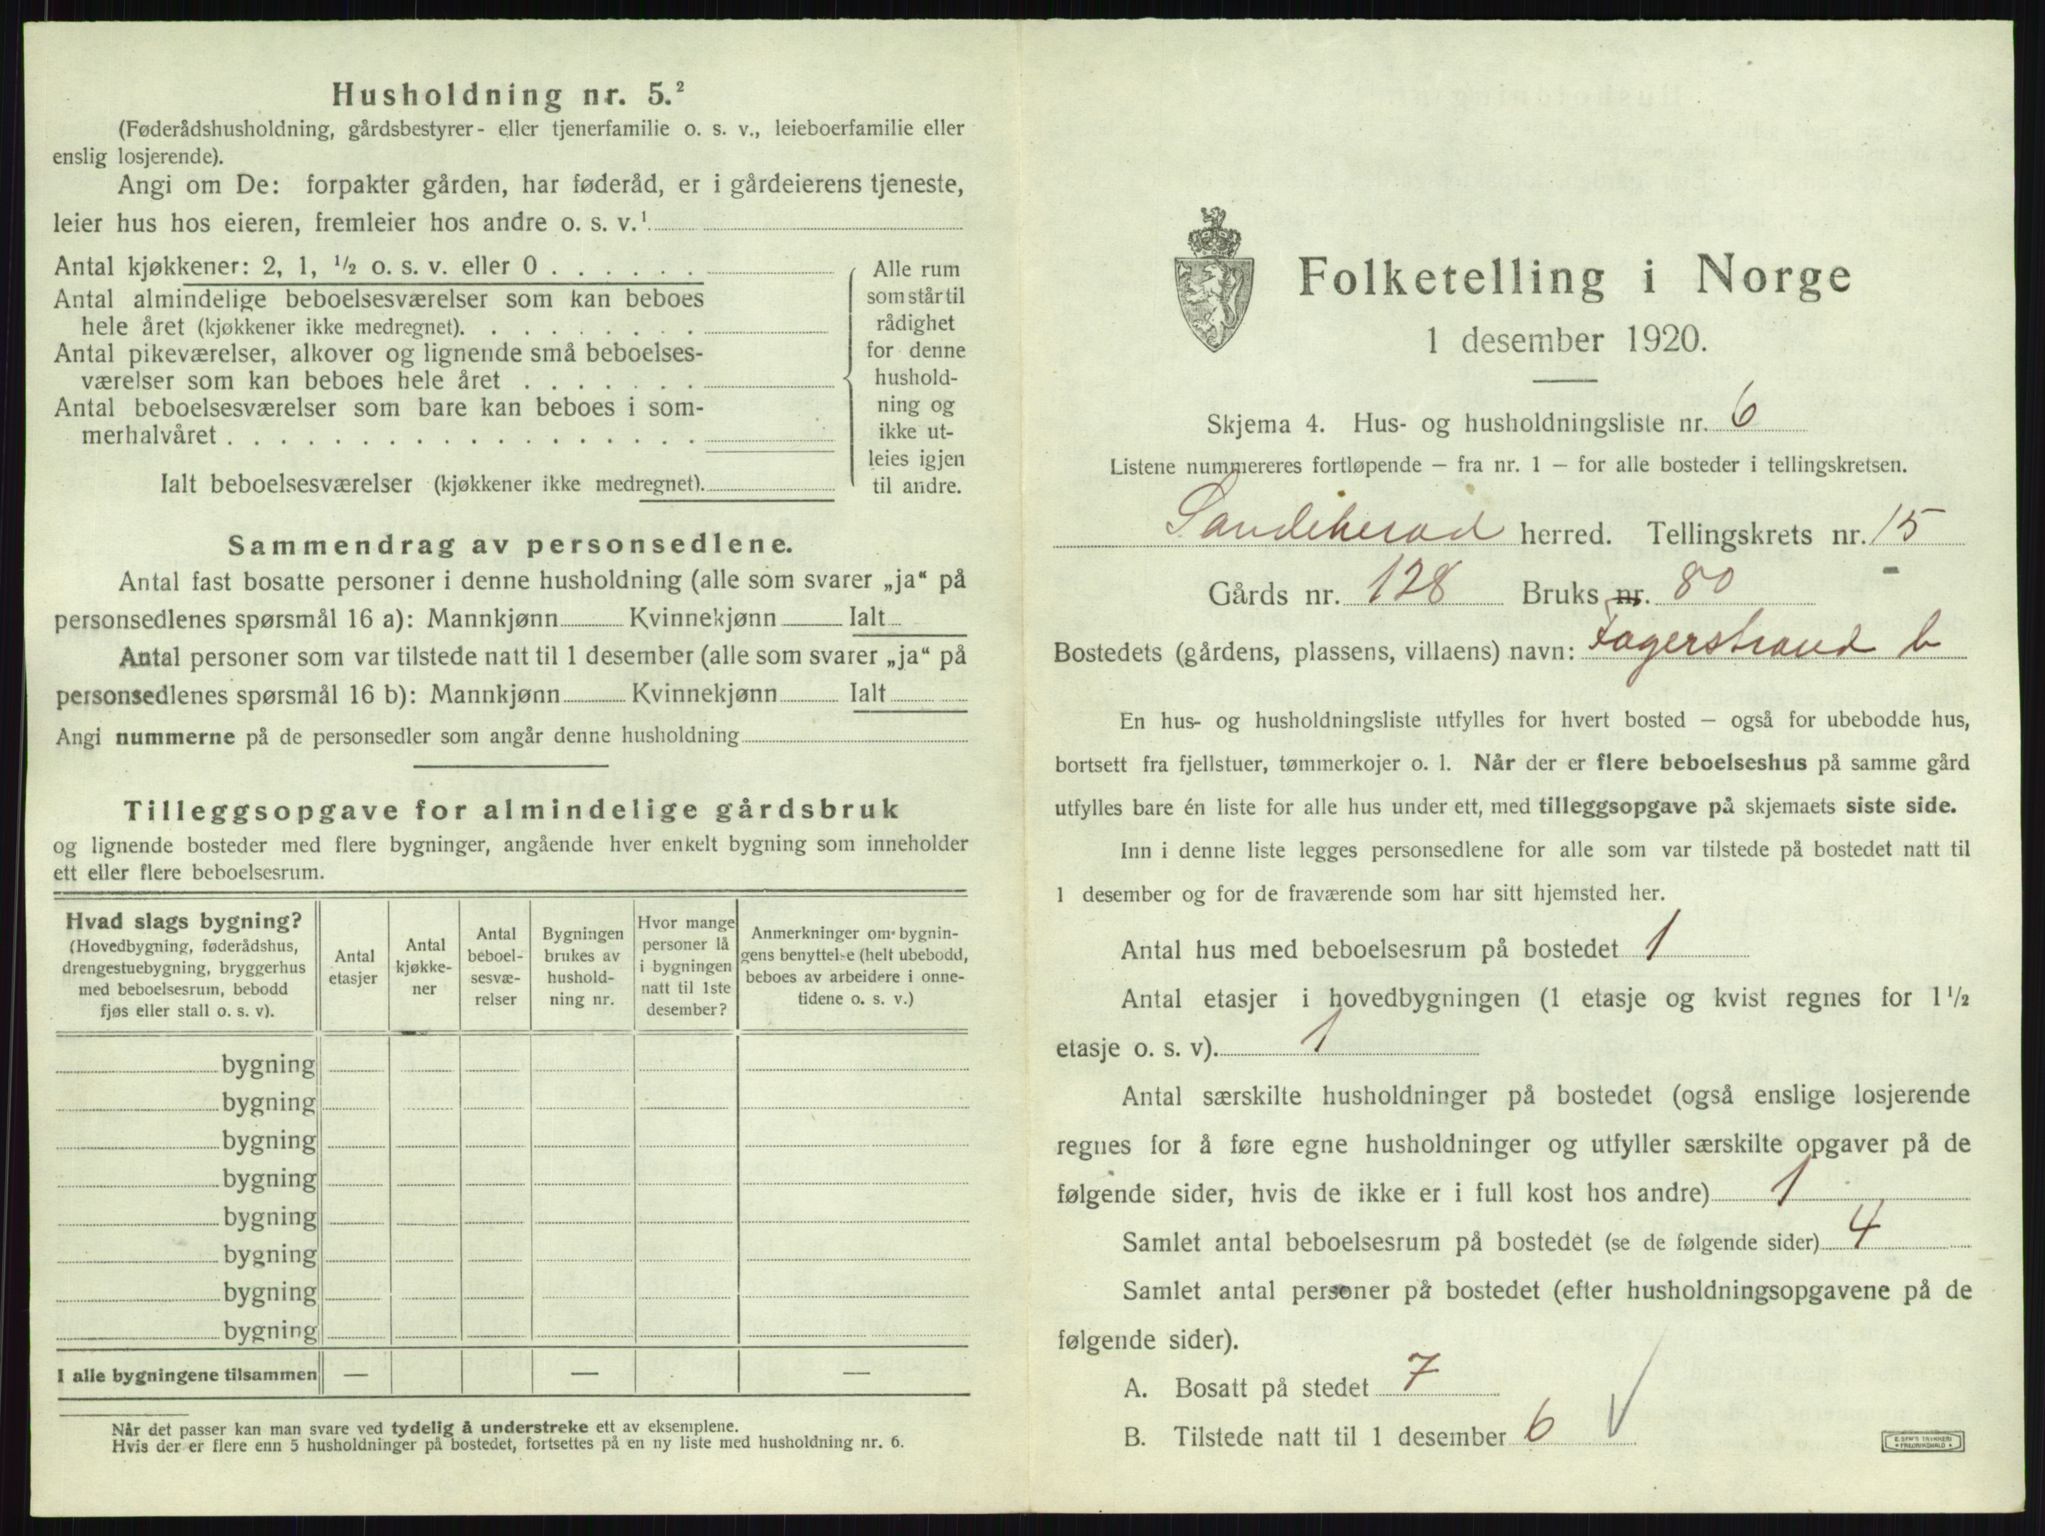 Husholdning nr. 5.²
(Føderådshusholdning, gårdsbestyrer- eller tjenerfamilie o. s. v., leieboerfamilie eller
enslig losjerende).
Angi om De: forpakter gården, har føderåd, er i gårdeierens tjeneste,
leier hus hos eieren, fremleier hos andre o. s. v.¹
Antal kjøkkener: 2, 1, ½ o. s. v. eller 0 . . . . . .
Antal almindelige beboelsesværelser som kan beboes
hele året (kjøkkener ikke medregnet). . . . . . . . .
Antal pikeværelser, alkover og lignende små beboelses-
værelser som kan beboes hele året . . . . . . .
Antal beboelsesværelser som bare kan beboes i som-
merhalvåret . . . . . . . . . . . . . . . . . .
Ialt beboelsesværelser (kjøkkener ikke medregnet).
Alle rum
som står til
rådighet
for denne
hushold-
ning og
ikke ut-
leies igjen
til andre.
Sammendrag av personsedlene.
Antal fast bosatte personer i denne husholdning (alle som svarer „ja“ på
personsedlenes spørsmål 16 a): Mannkjønn Kvinnekjønn Ialt
Antal personer som var tilstede natt til 1 desember (alle som svarer „ja“ på
personsedlenes spørsmål 16 b): Mannkjønn Kvinnekjønn Ialt
Angi nummerne på de personsedler som angår denne husholdning
Tilleggsopgave for almindelige gårdsbruk
og lignende bosteder med flere bygninger, angående hver enkelt bygning som inneholder
ett eller flere beboelsesrum.
Hvad slags bygning?
(Hovedbygning, føderådshus,
drengestuebygning, bryggerhus
med beboelsesrum, bebodd
fjøs eller stall o. s. v).
Antal
etasjer
Antal
kjøkke-
ner
Antal
beboel-
sesvæ-
relser
Bygningen
brukes av
hushold-
ning nr.
Hvor mange
personer lå
i bygningen
natt til 1ste
desember?
Anmerkninger om bygnin-
gens benyttelse (helt ubebodd,
beboes av arbeidere i onne-
tidene o. s. v.)
bygning
bygning
bygning
bygning
bygning
bygning
bygning
bygning
I alle bygningene tilsammen — — —
Når det passer kan man svare ved tydelig å understreke ett av eksemplene.
Hvis der er flere enn 5 husholdninger på bostedet, fortsettes på en ny liste med husholdning nr. 6.
Folketelling i Norge
1 desember 1920.
Skjema 4. Hus- og husholdningsliste nr. 6
Listene nummereres fortløpende – fra nr. 1 – for alle bosteder i tellingskretsen.
Sandeherad herred. Tellingskrets nr. 15
Gårds nr. 128 Bruks nr. 80
Bostedets (gårdens, plassens, villaens) navn: Fagerstrand b
En hus- og husholdningsliste utfylles for hvert bosted – også for ubebodde hus,
bortsett fra fjellstuer, tømmerkojer o. l. Når der er flere beboelseshus på samme gård
utfylles bare én liste for alle hus under ett, med tilleggsopgave på skjemaets siste side.
Inn i denne liste legges personsedlene for alle som var tilstede på bostedet natt til
1 desember og for de fraværende som har sitt hjemsted her.
Antal hus med beboelsesrum på bostedet 1
Antal etasjer i hovedbygningen (1 etasje og kvist regnes for 1½
etasje o. s. v). 1
Antal særskilte husholdninger på bostedet (også enslige losjerende
regnes for å føre egne husholdninger og utfyller særskilte opgaver på de
følgende sider, hvis de ikke er i full kost hos andre) 1
Samlet antal beboelsesrum på bostedet (se de følgende sider) 4
Samlet antal personer på bostedet (efter husholdningsopgavene på de
følgende sider).
A. Bosatt på stedet 7
B. Tilstede natt til 1 desember 6